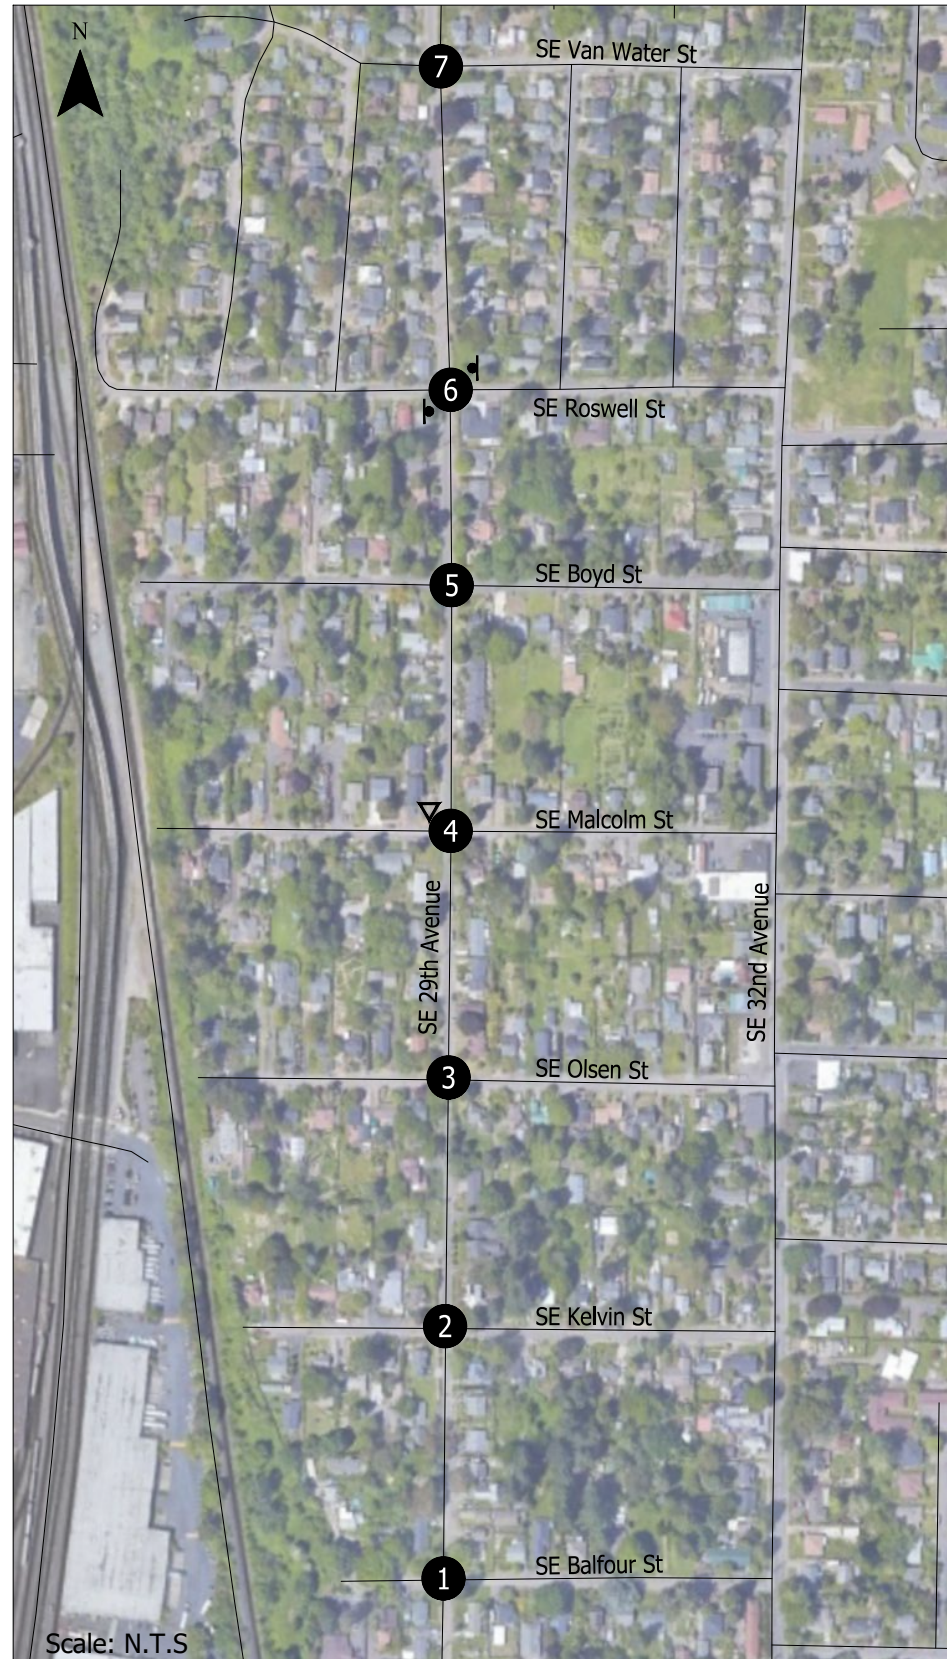 N
7
SE Van Water St
6
SE Roswell St
5
SE Boyd St
4
SE Malcolm St
SE 29th Avenue
SE 32nd Avenue
3
SE Olsen St
2
SE Kelvin St
1
SE Balfour St
Scale: N.T.S